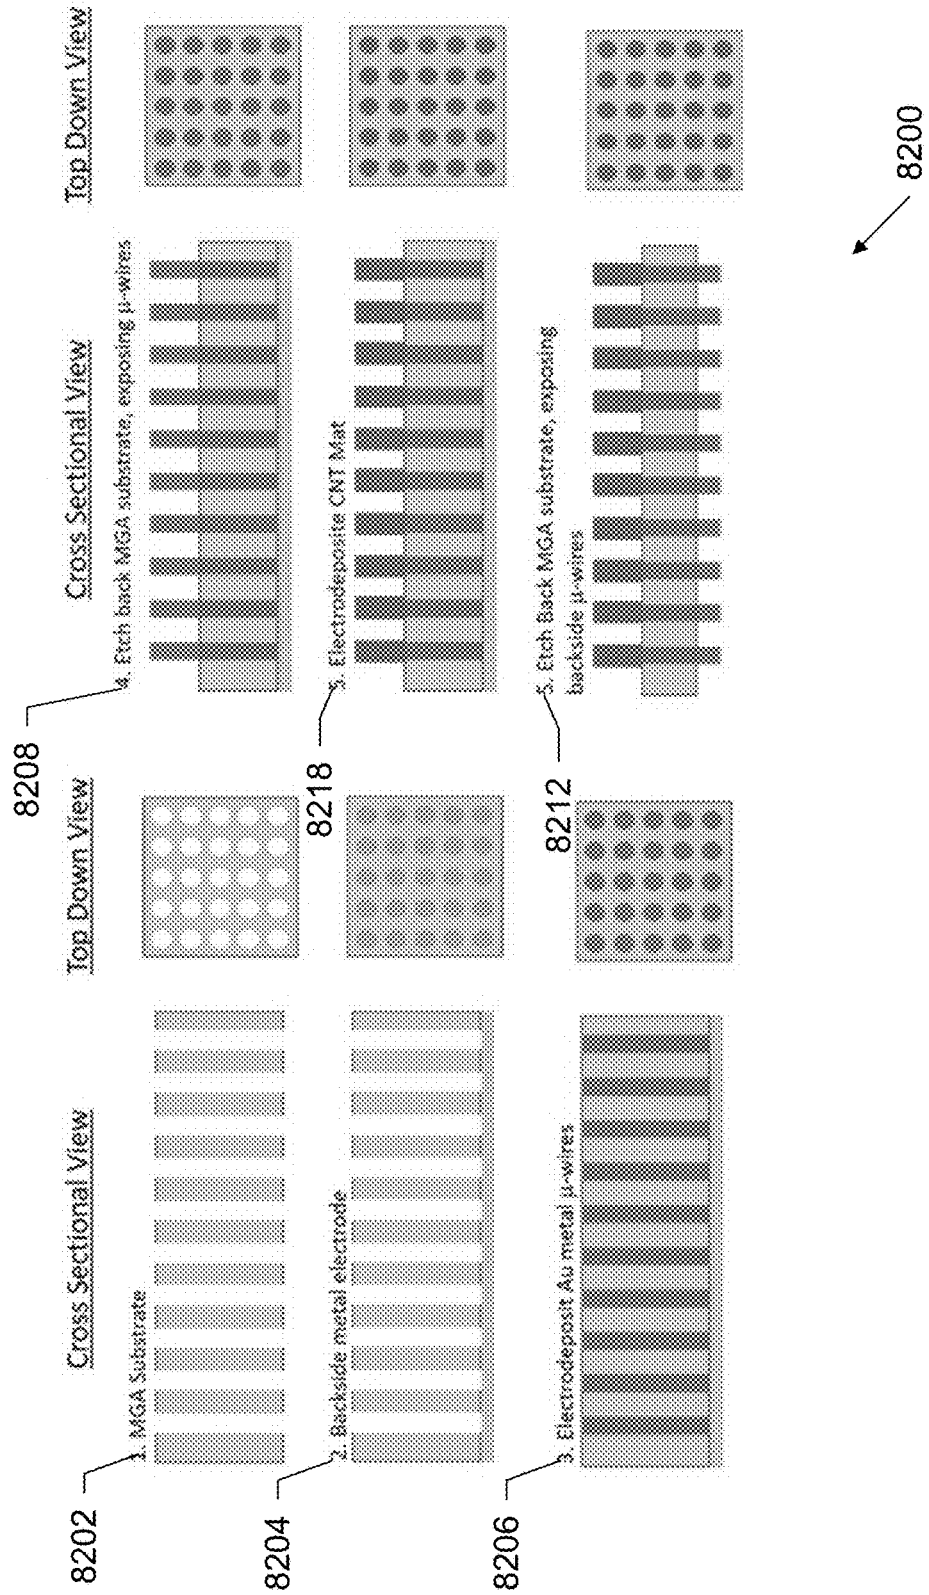 Cross Sectional View
Top Down View
8202
1. MGA Substrate
8204
2. Backside metal electrode
8206
3. Electrodeposit Au metal µ-wires
Cross Sectional View
Top Down View
8208
4. Etch back MGA substrate, exposing µ-wires
8218
5. Electrodeposite CNT Mat
8212
5. Etch Back MGA substrate, exposing
backside µ-wires
8200